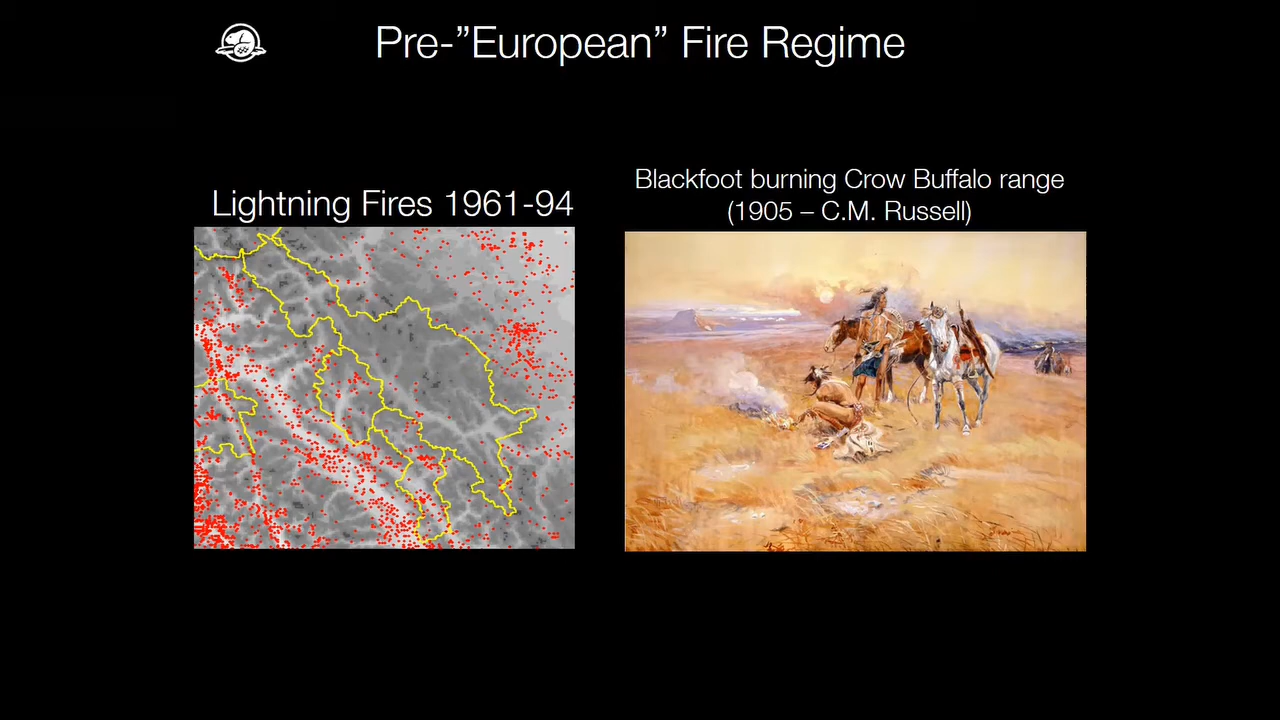 Pre-”European” Fire Regime
Lightning Fires 1961-94
Blackfoot burning Crow Buffalo range
(1905 – C.M. Russell)